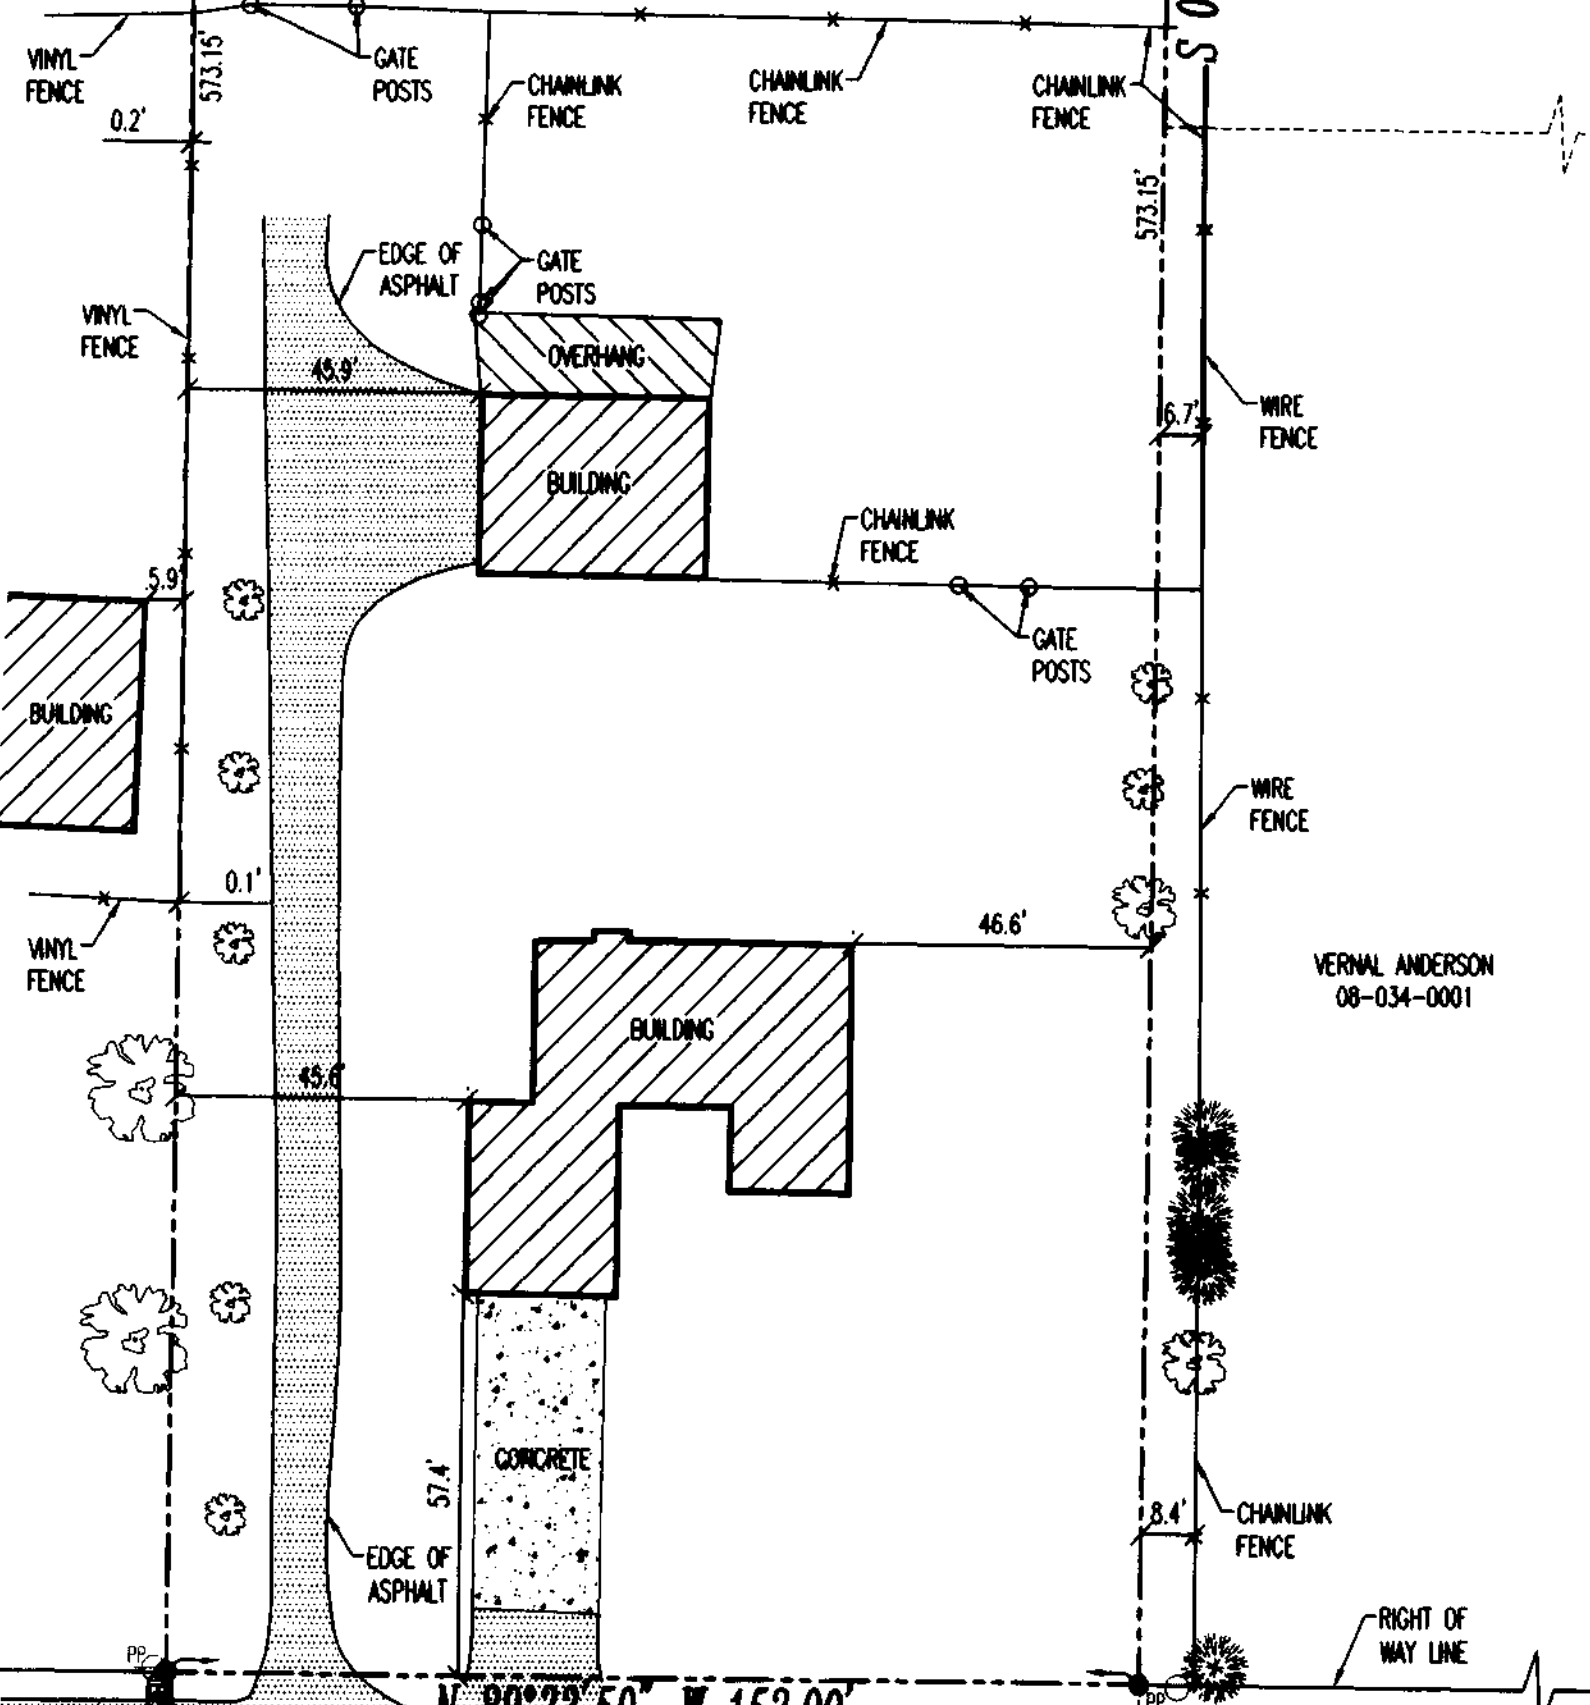 S 0
573.15'
VINYL
FENCE
GATE
POSTS
CHAINLINK
FENCE
CHAINLINK
FENCE
CHAINLINK
FENCE
0.2'
573.15'
EDGE OF
ASPHALT
GATE
POSTS
VINYL
FENCE
OVERHANG
45.9'
6.7'
WIRE
FENCE
BUILDING
CHAINLINK
FENCE
5.9'
GATE
POSTS
BUILDING
WIRE
FENCE
0.1'
VINYL
FENCE
46.6'
VERNAL ANDERSON
08-034-0001
BUILDING
45.6'
CONCRETE
57.4'
8.4'
CHAINLINK
FENCE
EDGE OF
ASPHALT
RIGHT OF
WAY LINE
PP
PP
W 152.00'